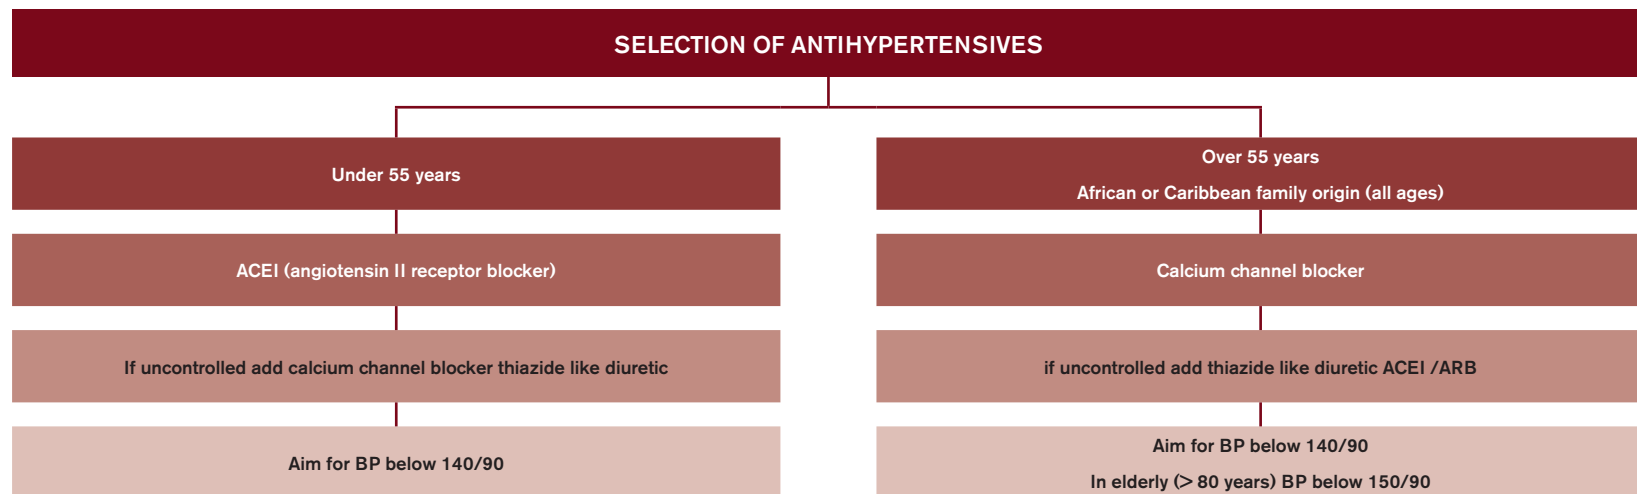 SELECTION OF ANTIHYPERTENSIVES
Under 55 years
Over 55 years
African or Caribbean family origin (all ages)
ACEI (angiotensin II receptor blocker)
Calcium channel blocker
If uncontrolled add calcium channel blocker thiazide like diuretic
if uncontrolled add thiazide like diuretic ACEI /ARB
Aim for BP below 140/90
Aim for BP below 140/90
In elderly (> 80 years) BP below 150/90